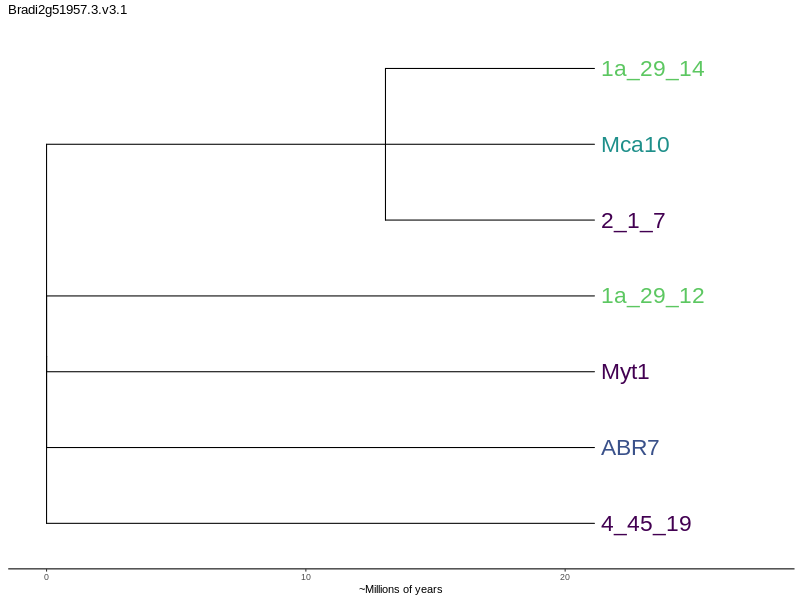 Bradi2g51957.3.v3.1
1a_29_14
Mca10
2_1_7
1a_29_12
Myt1
ABR7
4_45_19
0 10 20
~Millions of years